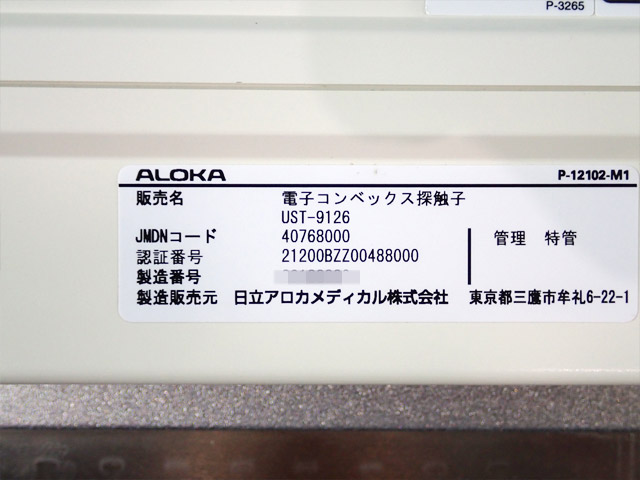 P-3265
ALOKA P-12102-M1
販売名 電子コンベックス探触子
UST-9126
JMDNコード 40768000 管理 特管
認証番号 21200BZZ00488000
製造番号
製造販売元 日立アロカメディカル株式会社 東京都三鷹市牟礼6-22-1